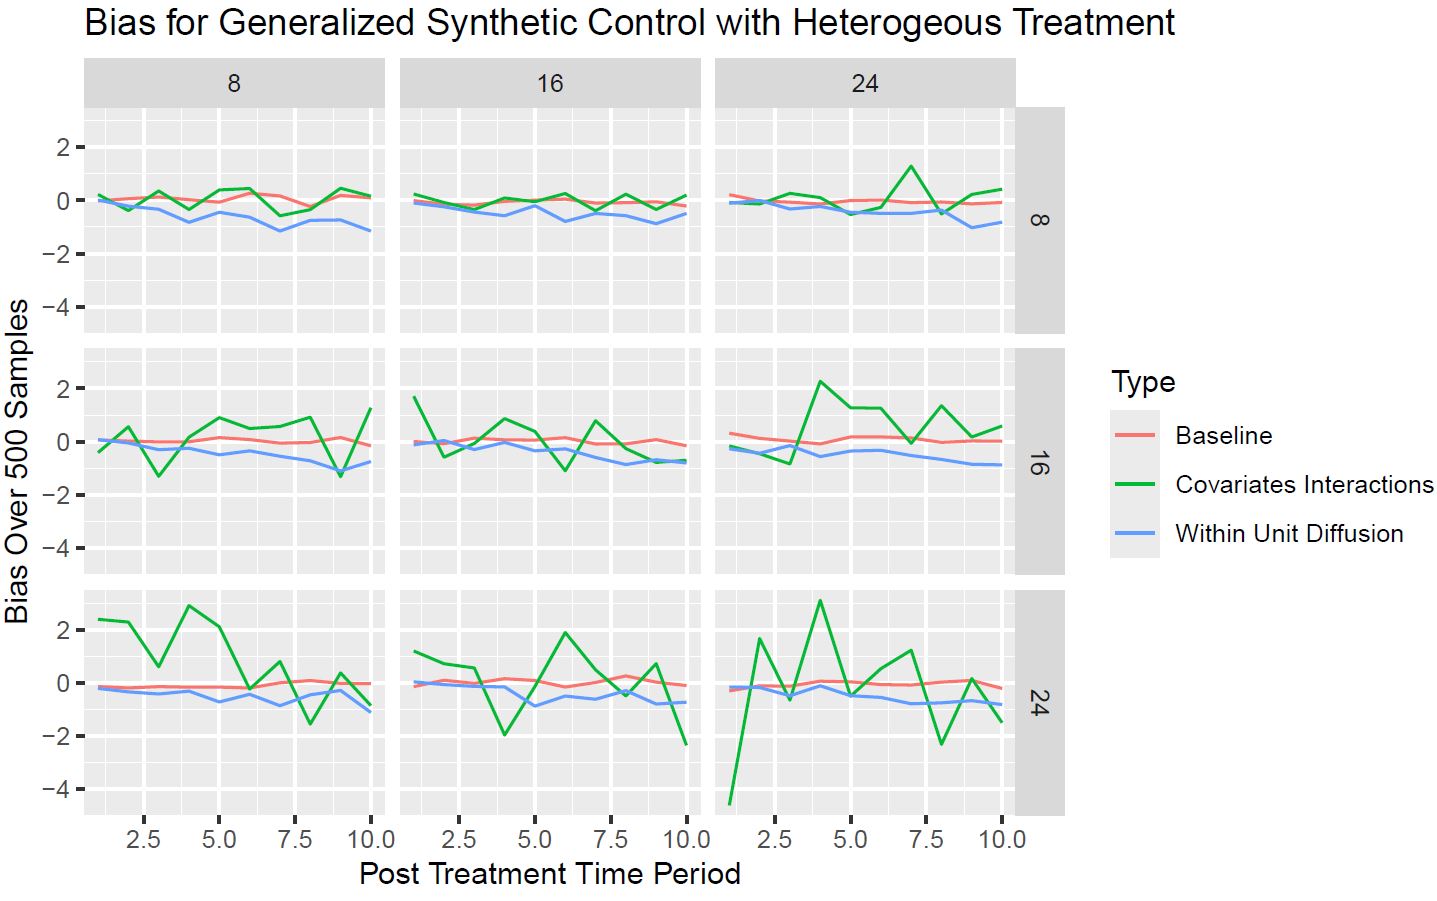 Bias for Generalized Synthetic Control with Heterogeous Treatment
8 16 24
2
0
−2
−4
8
2
0
−2
−4
16
2
0
−2
−4
24
2.5 5.0 7.5 10.0 2.5 5.0 7.5 10.0 2.5 5.0 7.5 10.0
Post Treatment Time Period
Bias Over 500 Samples
Type
Baseline
Covariates Interactions
Within Unit Diffusion